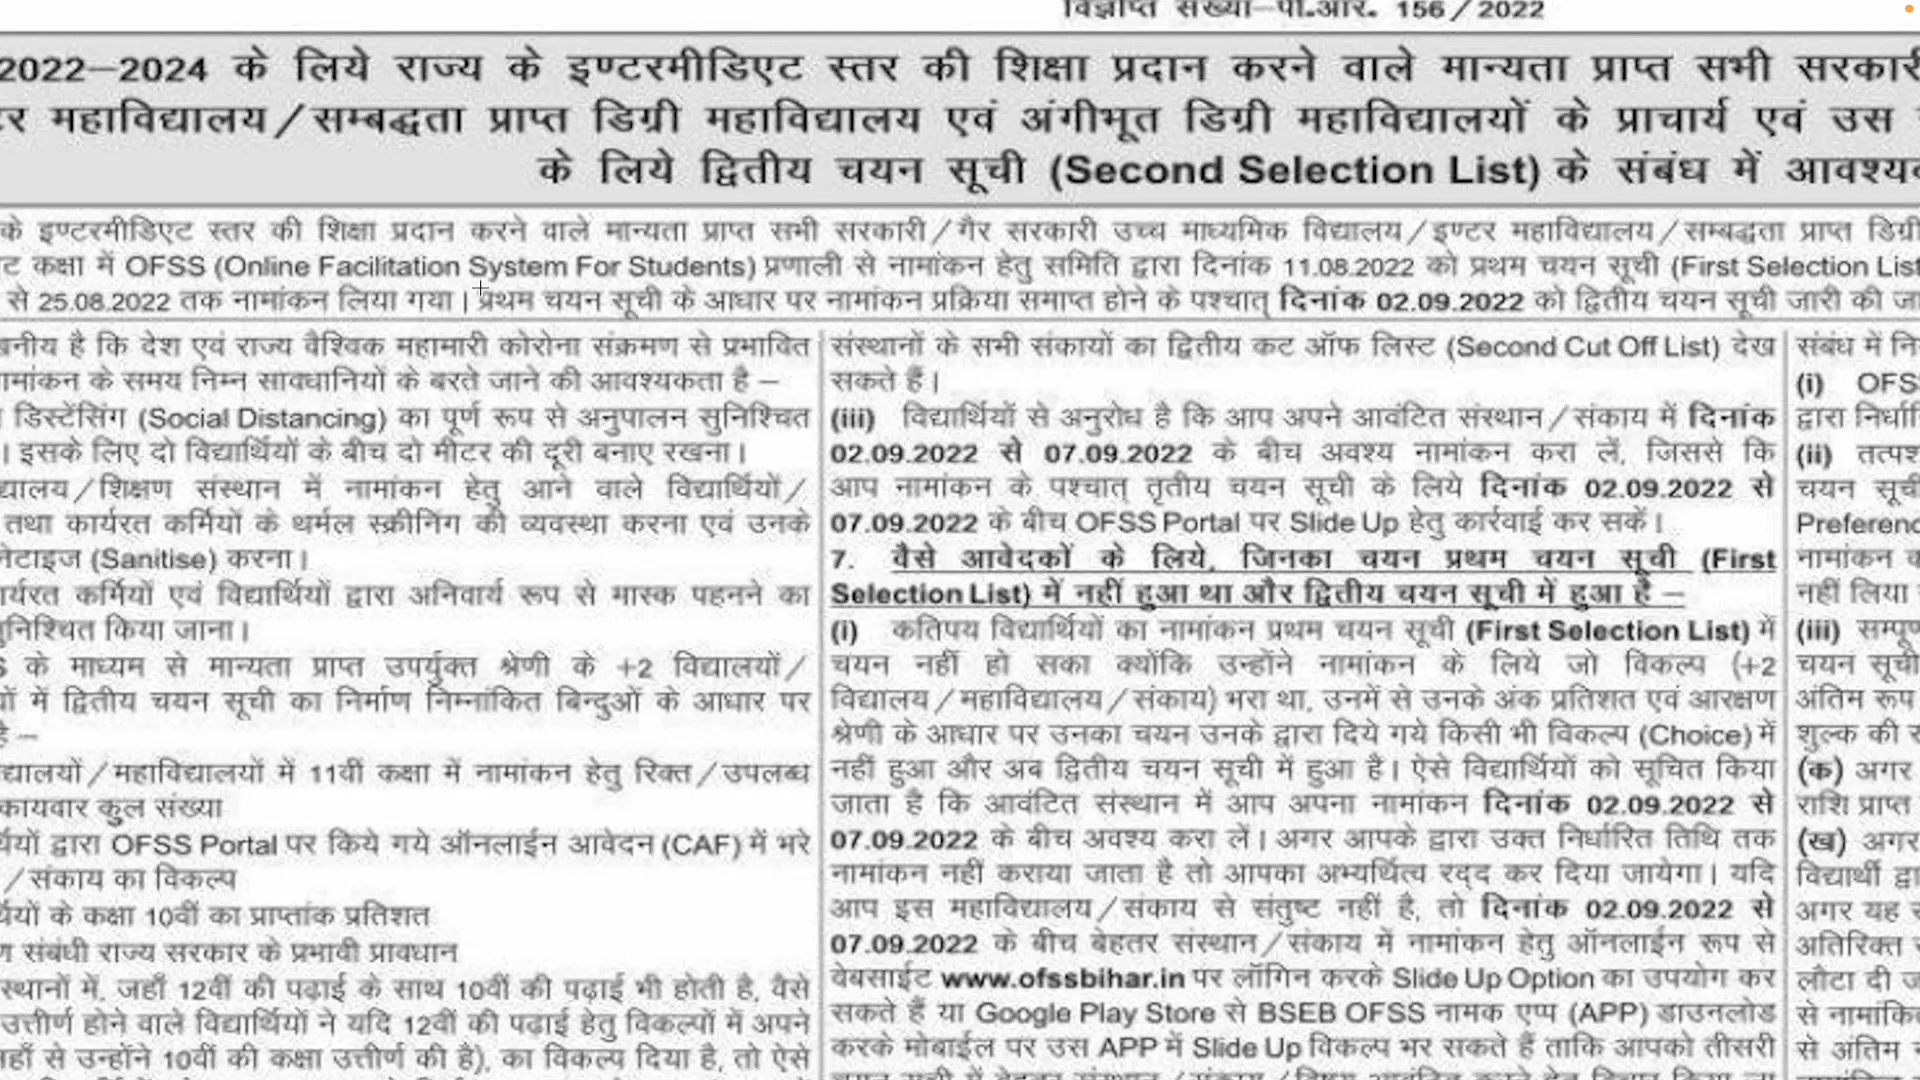 विज्ञप्ति संख्या–पी.आर. 156/2022
2022–2024 के लिये राज्य के इण्टरमीडिएट स्तर की शिक्षा प्रदान करने वाले मान्यता प्राप्त सभी सरकारी
महाविद्यालय/सम्बद्धता प्राप्त डिग्री महाविद्यालय एवं अंगीभूत डिग्री महाविद्यालयों के प्राचार्य एवं उस
के लिये द्वितीय चयन सूची (Second Selection List) के संबंध में आवश्यक
के इण्टरमीडिएट स्तर की शिक्षा प्रदान करने वाले मान्यता प्राप्त सभी सरकारी/गैर सरकारी उच्च माध्यमिक विद्यालय/इण्टर महाविद्यालय/सम्बद्धता प्राप्त डिग्री
कक्षा में OFSS (Online Facilitation System For Students) प्रणाली से नामांकन हेतु समिति द्वारा दिनांक 11.08.2022 को प्रथम चयन सूची (First Selection List
से 25.08.2022 तक नामांकन लिया गया। प्रथम चयन सूची के आधार पर नामांकन प्रक्रिया समाप्त होने के पश्चात् दिनांक 02.09.2022 को द्वितीय चयन सूची जारी की जा
है कि देश एवं राज्य वैश्विक महामारी कोरोना संक्रमण से प्रभावित
नामांकन के समय निम्न सावधानियों के बरते जाने की आवश्यकता है –
डिस्टेंसिंग (Social Distancing) का पूर्ण रूप से अनुपालन सुनिश्चित
। इसके लिए दो विद्यार्थियों के बीच दो मीटर की दूरी बनाए रखना।
द्यालय/शिक्षण संस्थान में नामांकन हेतु आने वाले विद्यार्थियों/
तथा कार्यरत कर्मियों के थर्मल स्क्रीनिंग की व्यवस्था करना एवं उनके
नेटाइज (Sanitise) करना।
र्यरत कर्मियों एवं विद्यार्थियों द्वारा अनिवार्य रूप से मास्क पहनने का
ुनिश्चित किया जाना।
S के माध्यम से मान्यता प्राप्त उपर्युक्त श्रेणी के +2 विद्यालयों/
में द्वितीय चयन सूची का निर्माण निम्नांकित बिन्दुओं के आधार पर
है –
द्यालयों/महाविद्यालयों में 11वीं कक्षा में नामांकन हेतु रिक्त/उपलब्ध
कायवार कुल संख्या
र्थियों द्वारा OFSS Portal पर किये गये ऑनलाईन आवेदन (CAF) में भरे
/संकाय का विकल्प
र्थियों के कक्षा 10वीं का प्राप्तांक प्रतिशत
ण संबंधी राज्य सरकार के प्रभावी प्रावधान
स्थानों में, जहाँ 12वीं की पढ़ाई के साथ 10वीं की पढ़ाई भी होती है, वैसे
उत्तीर्ण होने वाले विद्यार्थियों ने यदि 12वीं की पढ़ाई हेतु विकल्पों में अपने
जहाँ से उन्होंने 10वीं की कक्षा उत्तीर्ण की है), का विकल्प दिया है, तो ऐसे
संस्थानों के सभी संकायों का द्वितीय कट ऑफ लिस्ट (Second Cut Off List) देख
सकते हैं।
(iii) विद्यार्थियों से अनुरोध है कि आप अपने आवंटित संस्थान/संकाय में दिनांक
02.09.2022 से 07.09.2022 के बीच अवश्य नामांकन करा लें, जिससे कि
आप नामांकन के पश्चात् तृतीय चयन सूची के लिये दिनांक 02.09.2022 से
07.09.2022 के बीच OFSS Portal पर Slide Up हेतु कार्रवाई कर सकें।
7. वैसे आवेदकों के लिये, जिनका चयन प्रथम चयन सूची (First
Selection List) में नहीं हुआ था और द्वितीय चयन सूची में हुआ है –
(i) कतिपय विद्यार्थियों का नामांकन प्रथम चयन सूची (First Selection List) में
चयन नहीं हो सका क्योंकि उन्होंने नामांकन के लिये जो विकल्प (+2
विद्यालय/महाविद्यालय/संकाय) भरा था, उनमें से उनके अंक प्रतिशत एवं आरक्षण
श्रेणी के आधार पर उनका चयन उनके द्वारा दिये गये किसी भी विकल्प (Choice) में
नहीं हुआ और अब द्वितीय चयन सूची में हुआ है। ऐसे विद्यार्थियों को सूचित किया
जाता है कि आवंटित संस्थान में आप अपना नामांकन दिनांक 02.09.2022 से
07.09.2022 के बीच अवश्य करा लें। अगर आपके द्वारा उक्त निर्धारित तिथि तक
नामांकन नहीं कराया जाता है तो आपका अभ्यर्थित्व रद्द कर दिया जायेगा। यदि
आप इस महाविद्यालय/संकाय से संतुष्ट नहीं है, तो दिनांक 02.09.2022 से
07.09.2022 के बीच बेहतर संस्थान/संकाय में नामांकन हेतु ऑनलाईन रूप से
वेबसाईट www.ofssbihar.in पर लॉगिन करके Slide Up Option का उपयोग कर
सकते हैं या Google Play Store से BSEB OFSS नामक एप्प (APP) डाउनलोड
करके मोबाईल पर उस APP में Slide Up विकल्प भर सकते हैं ताकि आपको तीसरी
संबंध में नि
(i) OFSS
द्वारा निर्धारि
(ii) तत्पश
चयन सूची
Preferenc
नामांकन क
नहीं लिया
(iii) सम्पू
चयन सूची
अंतिम रूप
शुल्क की र
(क) अगर
राशि प्राप्त
(ख) अगर
विद्यार्थी द्वा
अगर यह
अतिरिक्त
लौटा दी ज
से नामांकि
से अंतिम